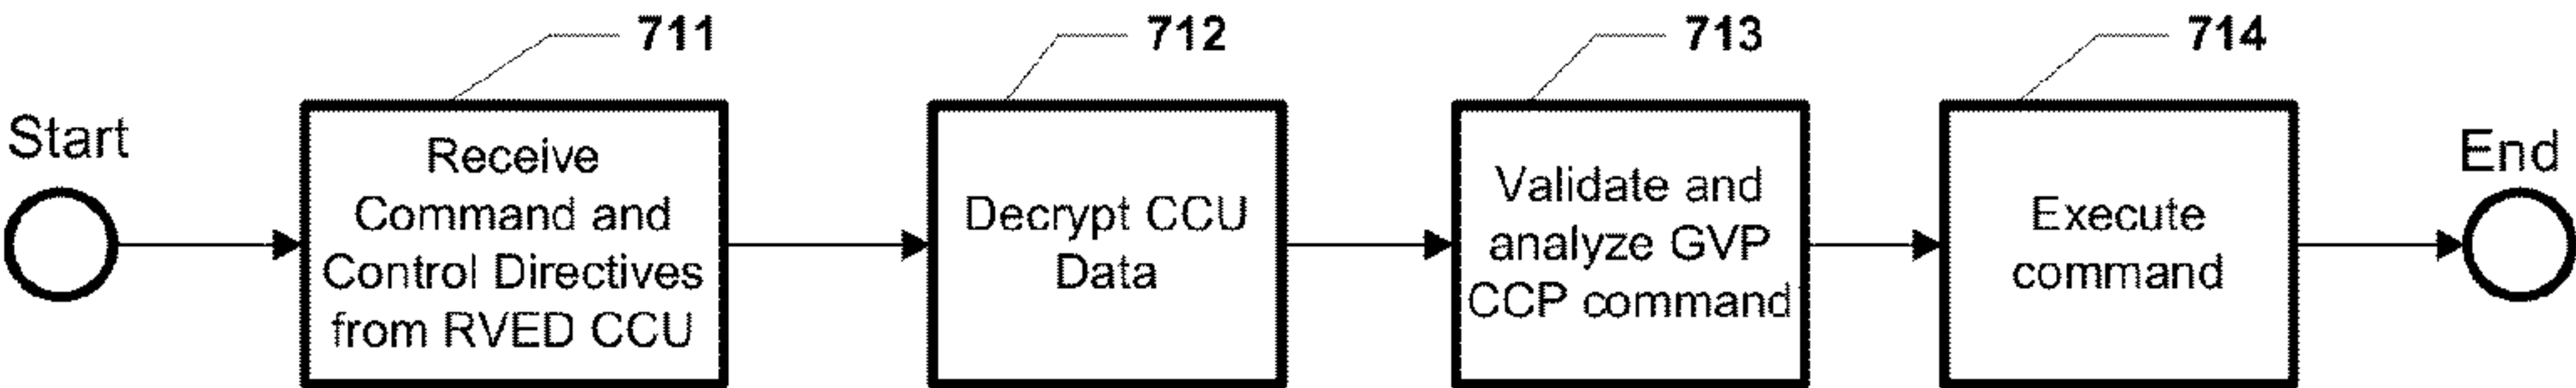 711
712
713
714
Start
Receive
Command and
Control Directives
from RVED CCU
Decrypt CCU
Data
Validate and
analyze GVP
CCP command
Execute
command
End